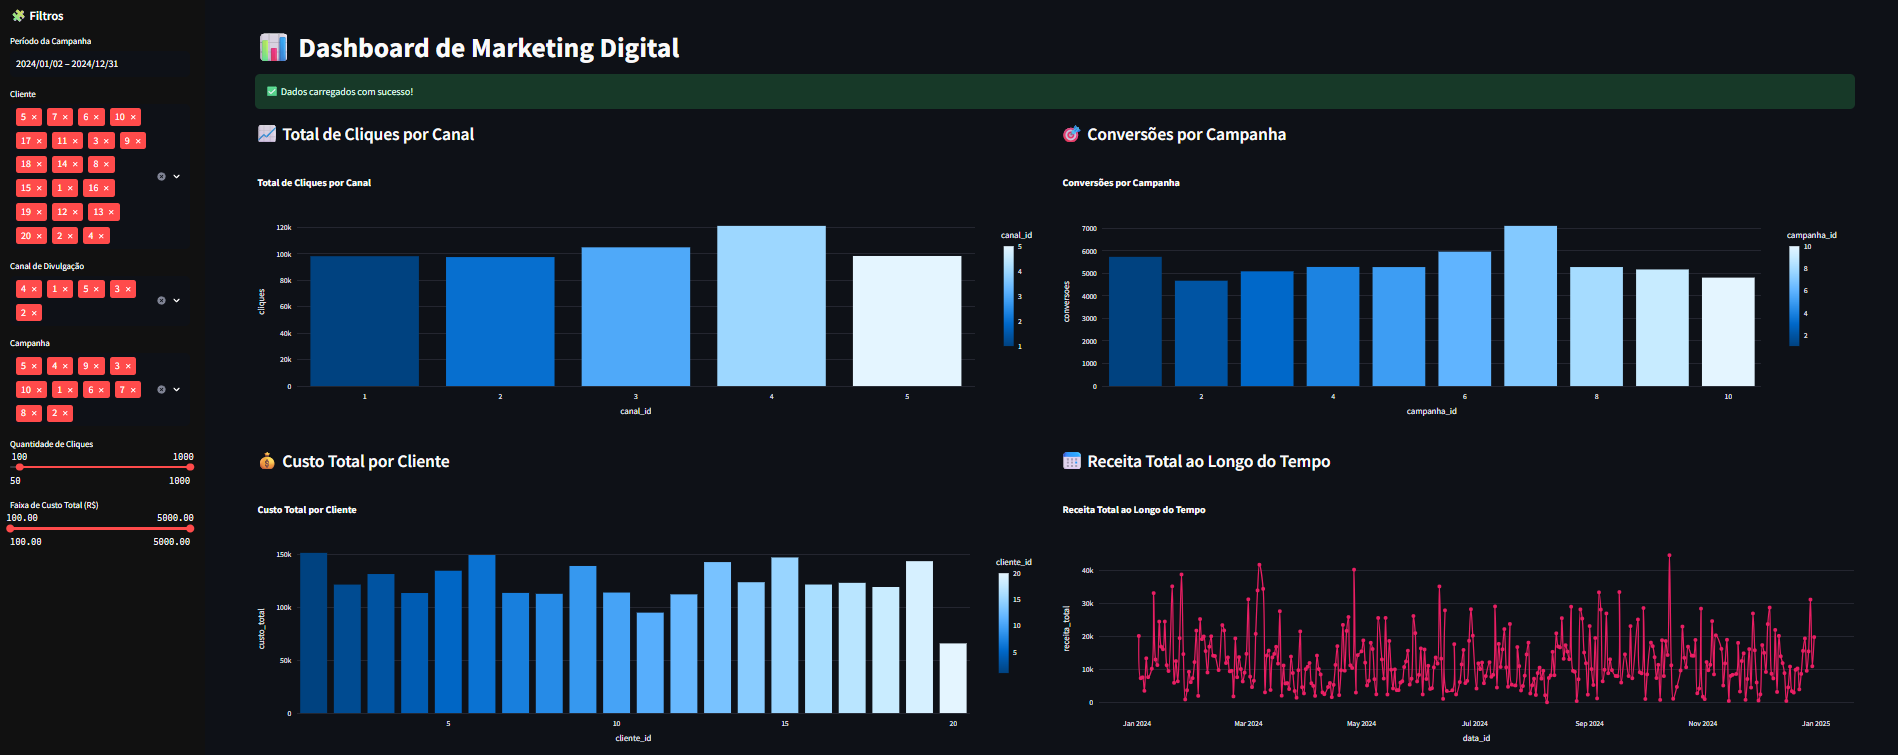 Filtros
Período da Campanha
2024/01/02 – 2024/12/31
Cliente
5 × 7 × 6 × 10 ×
17 × 11 × 3 × 9 ×
18 × 14 × 8 ×
15 × 1 × 16 ×
19 × 12 × 13 ×
20 × 2 × 4 ×
Canal de Divulgação
4 × 1 × 5 × 3 ×
2 ×
Campanha
5 × 4 × 9 × 3 ×
10 × 1 × 6 × 7 ×
8 × 2 ×
Quantidade de Cliques
100 1000
50 1000
Faixa de Custo Total (R$)
100.00 5000.00
100.00 5000.00
Dashboard de Marketing Digital
Dados carregados com sucesso!
Total de Cliques por Canal
Total de Cliques por Canal
120k
100k
80k
60k
40k
20k
0
cliques
1 2 3 4 5
canal_id
canal_id
5
4
3
2
1
Conversões por Campanha
Conversões por Campanha
7000
6000
5000
4000
3000
2000
1000
0
conversoes
2 4 6 8 10
campanha_id
campanha_id
10
8
6
4
2
Custo Total por Cliente
Custo Total por Cliente
150k
100k
50k
0
custo_total
5 10 15 20
cliente_id
cliente_id
20
15
10
5
Receita Total ao Longo do Tempo
Receita Total ao Longo do Tempo
40k
30k
20k
10k
0
receita_total
Jan 2024 Mar 2024 May 2024 Jul 2024 Sep 2024 Nov 2024 Jan 2025
data_id